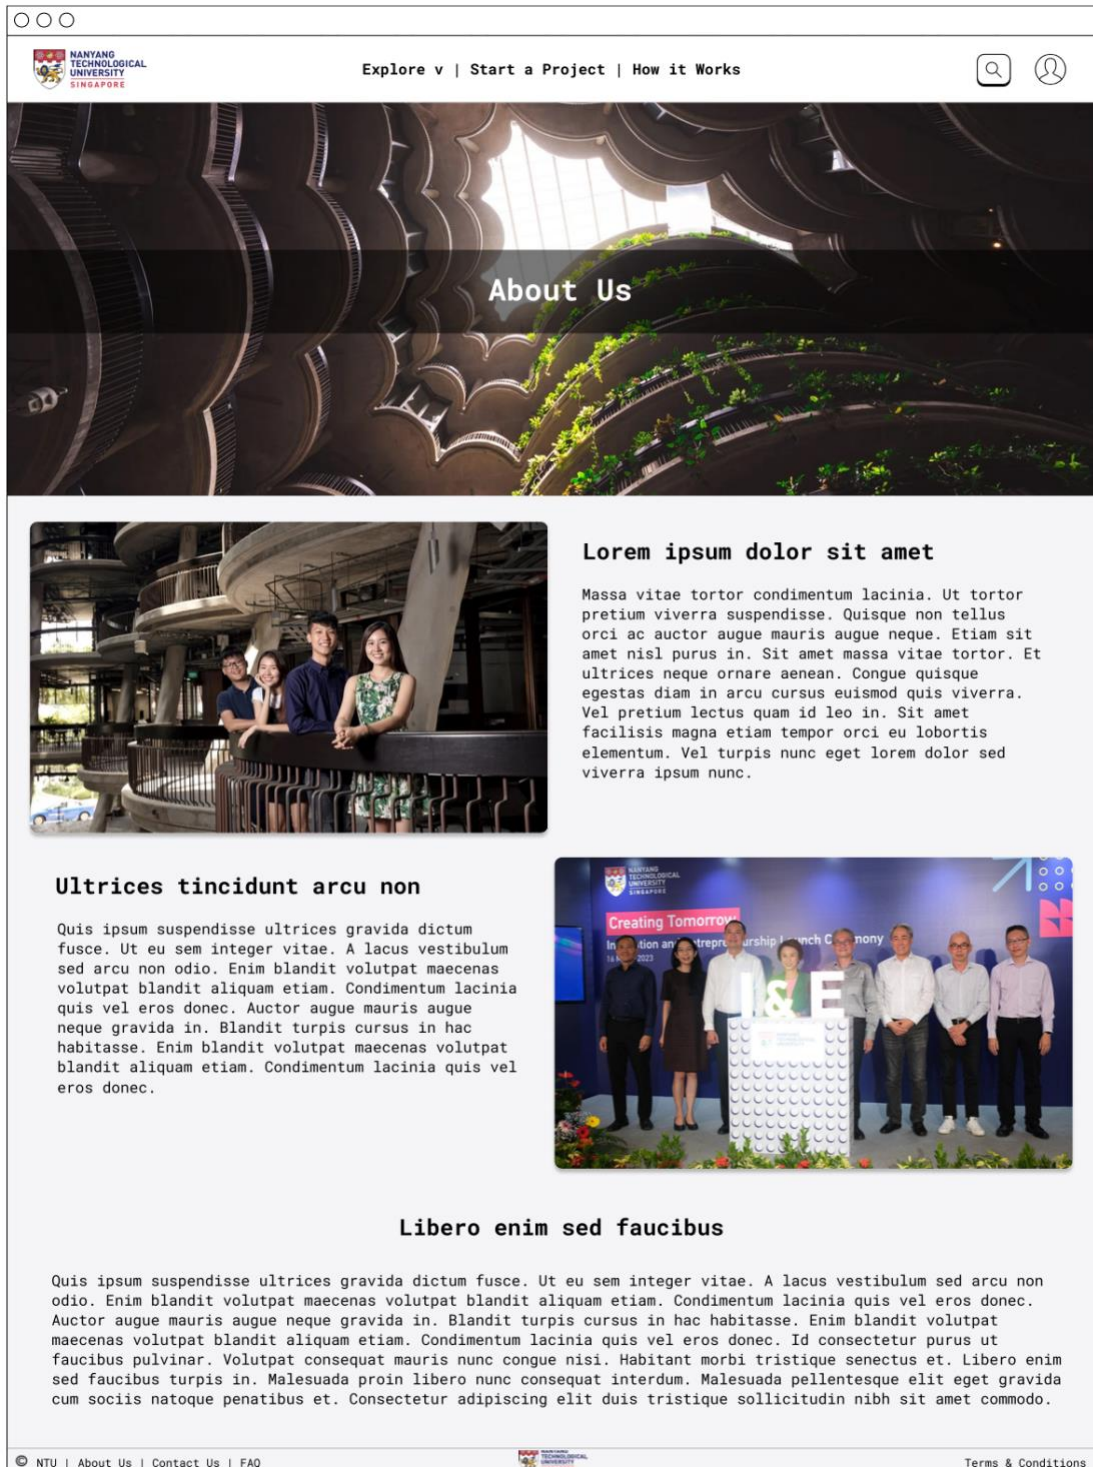 NANYANG
TECHNOLOGICAL
UNIVERSITY
SINGAPORE
Explore v | Start a Project | How it Works
About Us
Lorem ipsum dolor sit amet
Massa vitae tortor condimentum lacinia. Ut tortor
pretium viverra suspendisse. Quisque non tellus
orci ac auctor augue mauris augue neque. Etiam sit
amet nisl purus in. Sit amet massa vitae tortor. Et
ultrices neque ornare aenean. Congue quisque
egestas diam in arcu cursus euismod quis viverra.
Vel pretium lectus quam id leo in. Sit amet
facilisis magna etiam tempor orci eu lobortis
elementum. Vel turpis nunc eget lorem dolor sed
viverra ipsum nunc.
Ultrices tincidunt arcu non
Quis ipsum suspendisse ultrices gravida dictum
fusce. Ut eu sem integer vitae. A lacus vestibulum
sed arcu non odio. Enim blandit volutpat maecenas
volutpat blandit aliquam etiam. Condimentum lacinia
quis vel eros donec. Auctor augue mauris augue
neque gravida in. Blandit turpis cursus in hac
habitasse. Enim blandit volutpat maecenas volutpat
blandit aliquam etiam. Condimentum lacinia quis vel
eros donec.
NANYANG
TECHNOLOGICAL
UNIVERSITY
SINGAPORE
Creating Tomorrow
Launch Ceremony
2023
I&E
Libero enim sed faucibus
Quis ipsum suspendisse ultrices gravida dictum fusce. Ut eu sem integer vitae. A lacus vestibulum sed arcu non
odio. Enim blandit volutpat maecenas volutpat blandit aliquam etiam. Condimentum lacinia quis vel eros donec.
Auctor augue mauris augue neque gravida in. Blandit turpis cursus in hac habitasse. Enim blandit volutpat
maecenas volutpat blandit aliquam etiam. Condimentum lacinia quis vel eros donec. Id consectetur purus ut
faucibus pulvinar. Volutpat consequat mauris nunc congue nisi. Habitant morbi tristique senectus et. Libero enim
sed faucibus turpis in. Malesuada proin libero nunc consequat interdum. Malesuada pellentesque elit eget gravida
cum sociis natoque penatibus et. Consectetur adipiscing elit duis tristique sollicitudin nibh sit amet commodo.
© NTU | About Us | Contact Us | FAQ
TECHNOLOGICAL
UNIVERSITY
Terms & Conditions